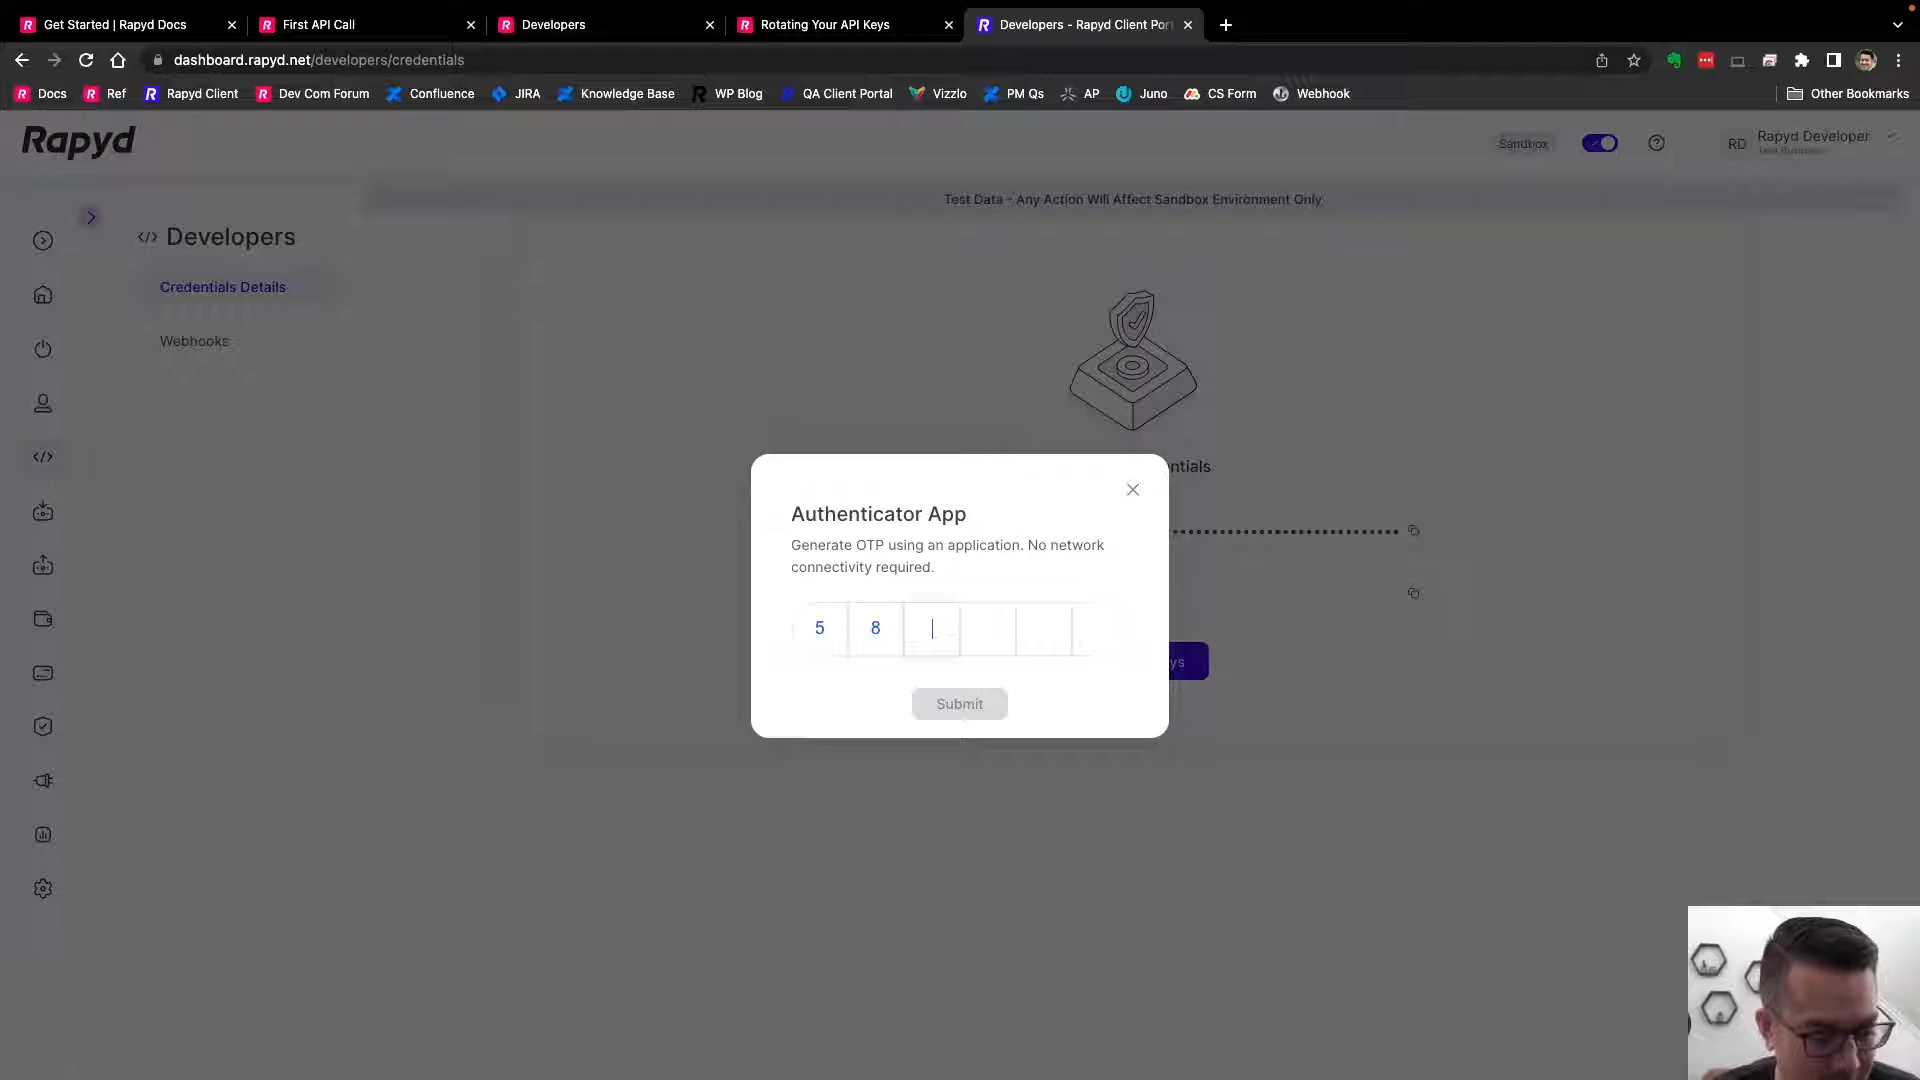 Get Started | Rapyd Docs
First API Call
Developers
Rotating Your API Keys
Developers - Rapyd Client Por
dashboard.rapyd.net/developers/credentials
Docs
Ref
Rapyd Client
Dev Com Forum
Confluence
JIRA
Knowledge Base
WP Blog
QA Client Portal
Vizzlo
PM Qs
AP
Juno
CS Form
Webhook
Other Bookmarks
Rapyd
Sandbox
RD
Rapyd Developer
Test Business
Test Data - Any Action Will Affect Sandbox Environment Only
</> Developers
Credentials Details
Webhooks
ntials
Authenticator App
Generate OTP using an application. No network
connectivity required.
5 8
ys
Submit